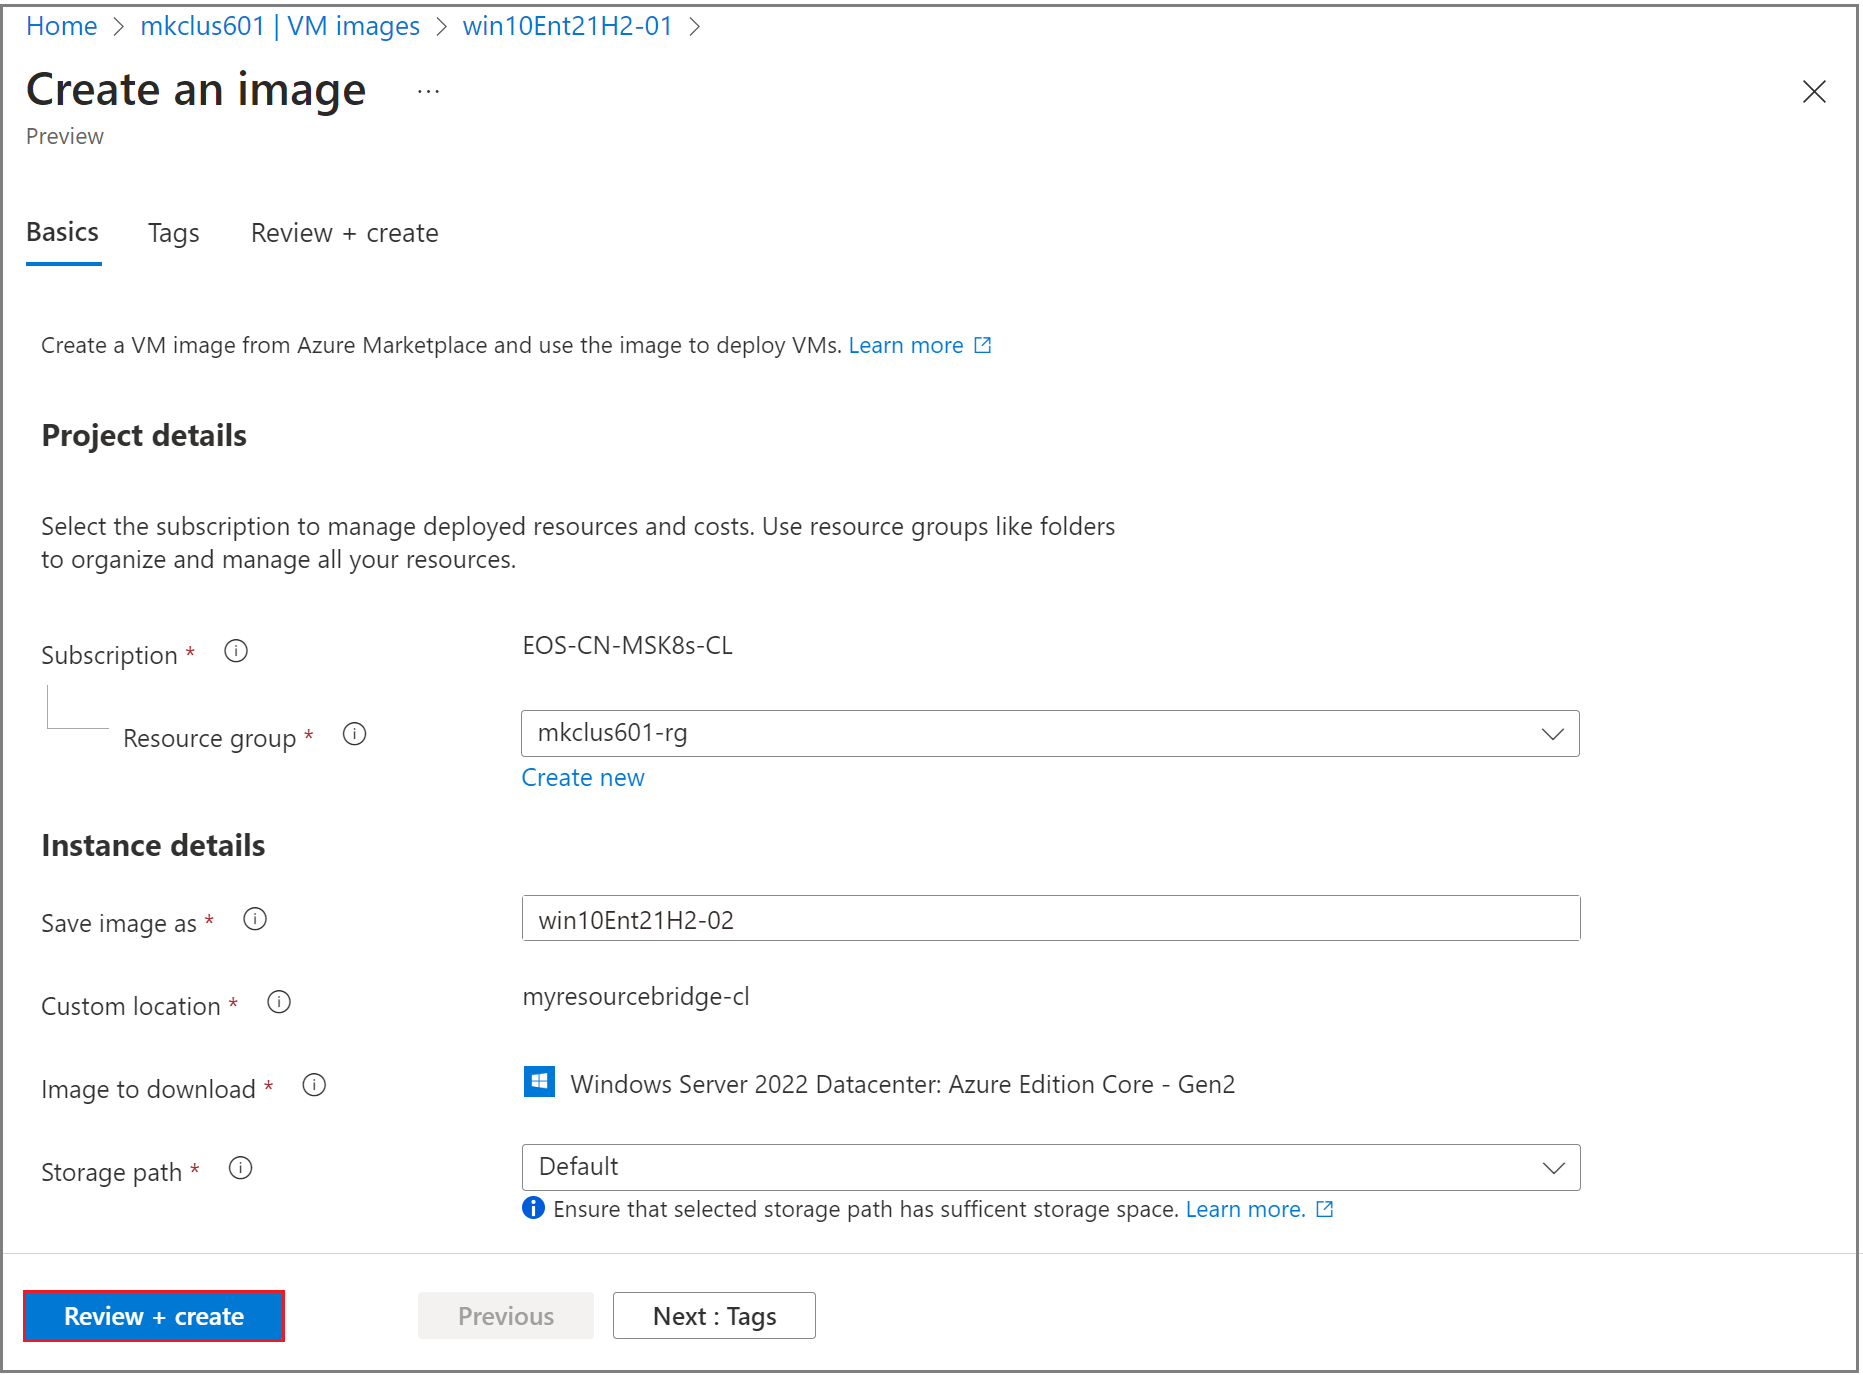 Home > mkclus601 | VM images > win10Ent21H2-01 >
Create an image ...
Preview
Basics Tags Review + create
Create a VM image from Azure Marketplace and use the image to deploy VMs. Learn more
Project details
Select the subscription to manage deployed resources and costs. Use resource groups like folders
to organize and manage all your resources.
Subscription * EOS-CN-MSK8s-CL
Resource group * mkclus601-rg
Create new
Instance details
Save image as * win10Ent21H2-02
Custom location * myresourcebridge-cl
Image to download * Windows Server 2022 Datacenter: Azure Edition Core - Gen2
Storage path * Default
Ensure that selected storage path has sufficent storage space. Learn more.
Review + create Previous Next : Tags